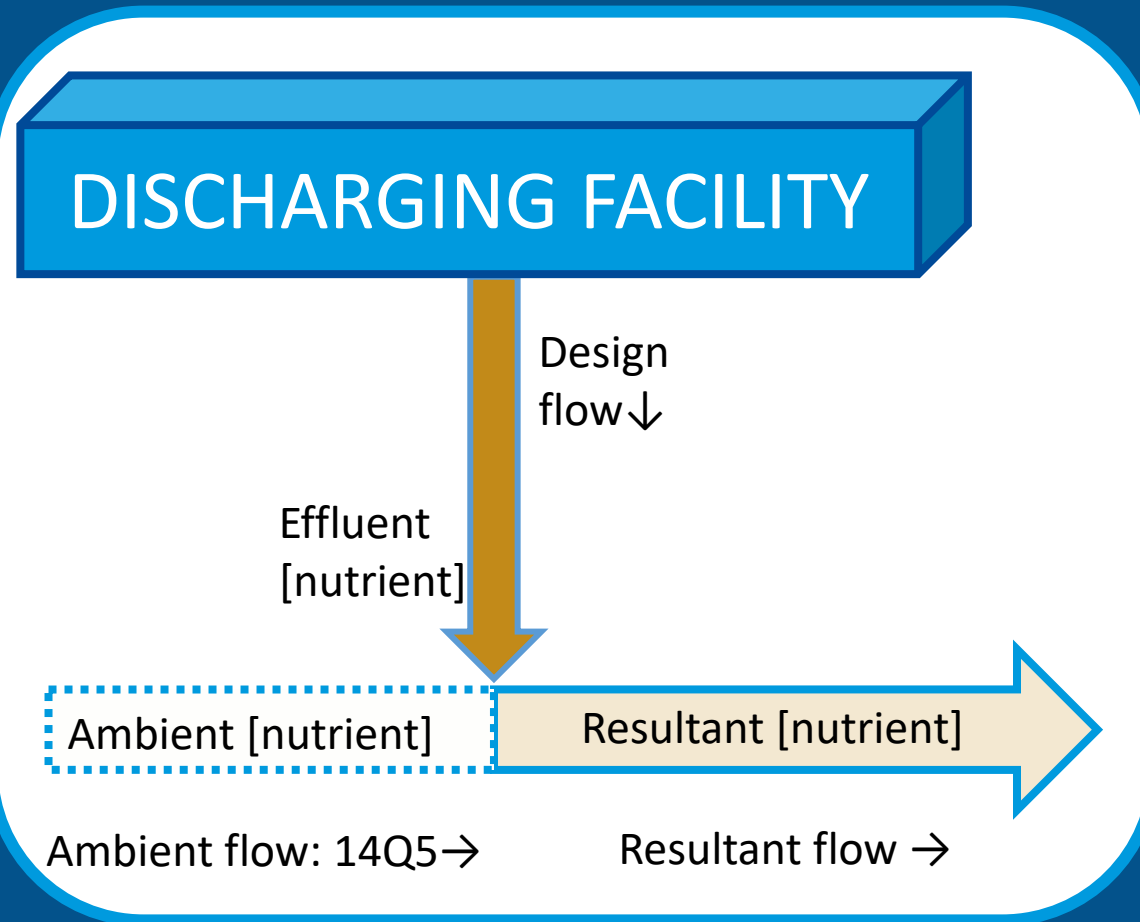 DISCHARGING FACILITY
Design
flow↓
Effluent
[nutrient]
Ambient [nutrient]
Resultant [nutrient]
Ambient flow: 14Q5→
Resultant flow →